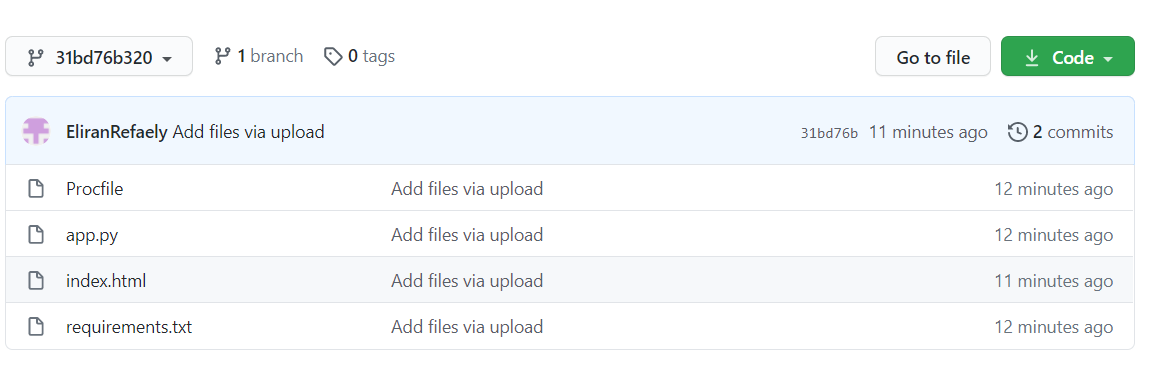 31bd76b320 1 branch 0 tags Go to file Code
EliranRefaely Add files via upload 31bd76b 11 minutes ago 2 commits
Procfile Add files via upload 12 minutes ago
app.py Add files via upload 12 minutes ago
index.html Add files via upload 11 minutes ago
requirements.txt Add files via upload 12 minutes ago